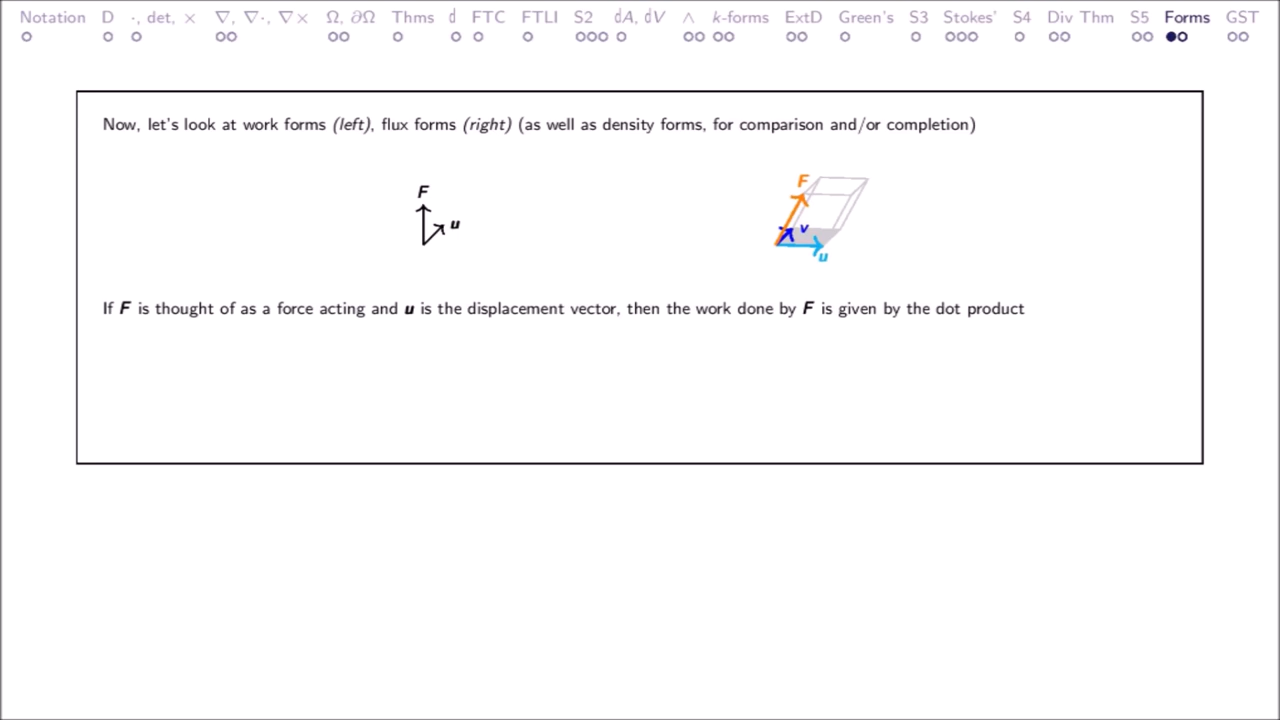 Notation D ·, det, × ∇, ∇·, ∇× Ω, ∂Ω Thms d FTC FTLI S2 dA, dV ∧ k-forms ExtD Green's S3 Stokes' S4 Div Thm S5 Forms GST
Now, let's look at work forms (left), flux forms (right) (as well as density forms, for comparison and/or completion)
F
u
F
v
u
If F is thought of as a force acting and u is the displacement vector, then the work done by F is given by the dot product